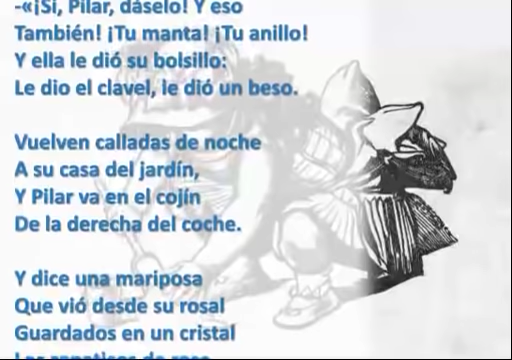 -«¡Sí, Pilar, dáselo! Y eso
También! ¡Tu manta! ¡Tu anillo!
Y ella le dió su bolsillo:
Le dio el clavel, le dió un beso.
Vuelven calladas de noche
A su casa del jardín,
Y Pilar va en el cojín
De la derecha del coche.
Y dice una mariposa
Que vió desde su rosal
Guardados en un cristal